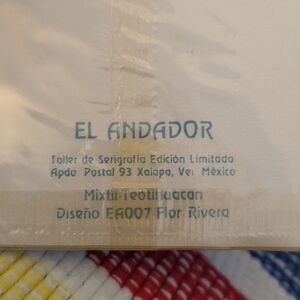 EL ANDADOR
Taller de Serigrafía Edición Limitada
Apdo. Postal 93 Xalapa, Ver. México
Mixtli-Teotihuacan
Diseño EA007 Flor Rivera